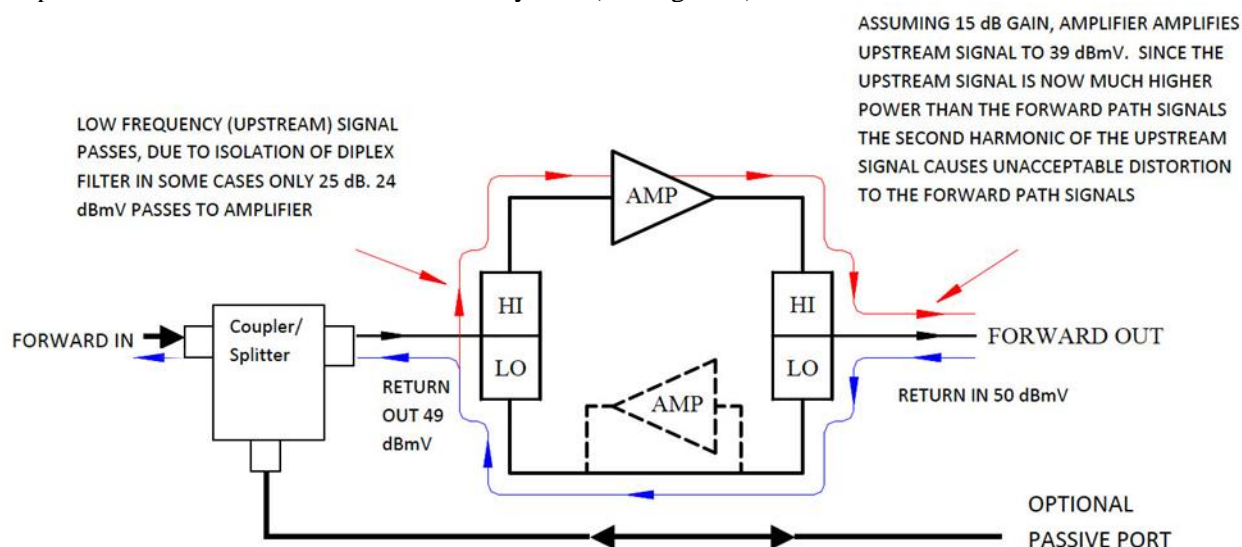 ASSUMING 15 dB GAIN, AMPLIFIER AMPLIFIES
UPSTREAM SIGNAL TO 39 dBmV. SINCE THE
UPSTREAM SIGNAL IS NOW MUCH HIGHER
POWER THAN THE FORWARD PATH SIGNALS
THE SECOND HARMONIC OF THE UPSTREAM
SIGNAL CAUSES UNACCEPTABLE DISTORTION
TO THE FORWARD PATH SIGNALS
LOW FREQUENCY (UPSTREAM) SIGNAL
PASSES, DUE TO ISOLATION OF DIPLEX
FILTER IN SOME CASES ONLY 25 dB. 24
dBmV PASSES TO AMPLIFIER
AMP
HI
LO
HI
LO
FORWARD IN
Coupler/
Splitter
FORWARD OUT
RETURN
OUT 49
dBmV
AMP
RETURN IN 50 dBmV
OPTIONAL
PASSIVE PORT